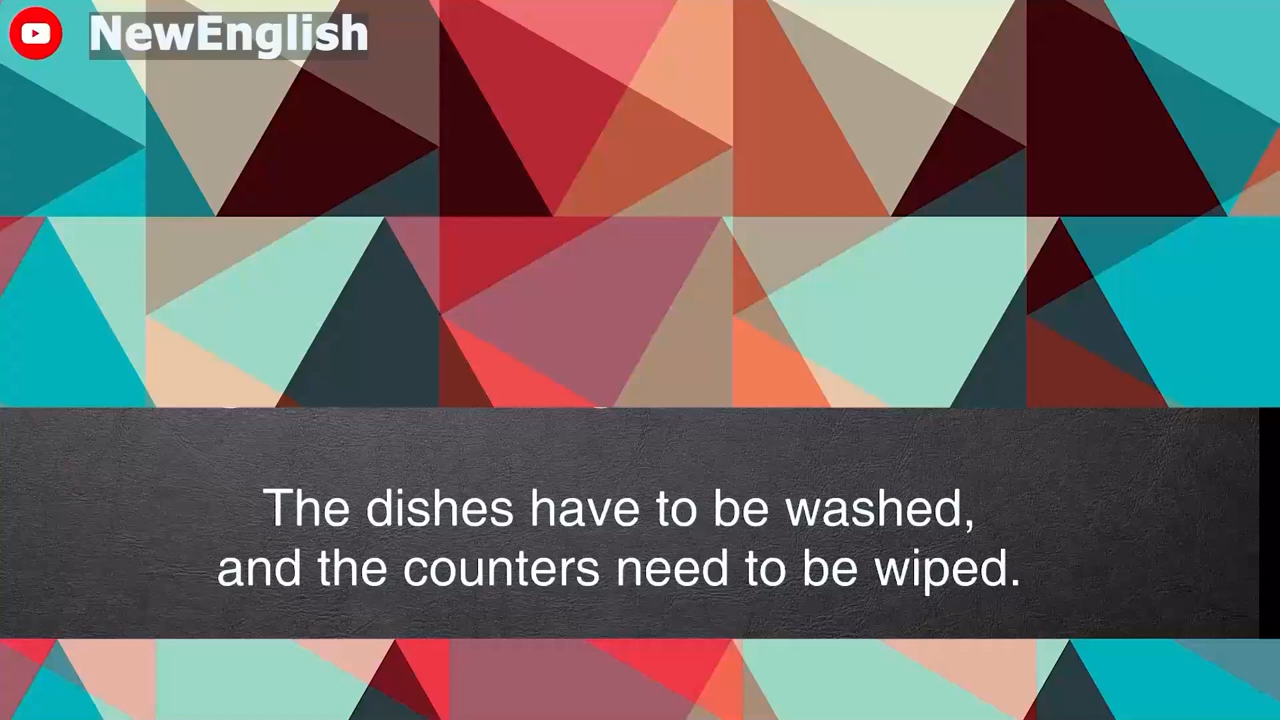 NewEnglish
The dishes have to be washed,
and the counters need to be wiped.